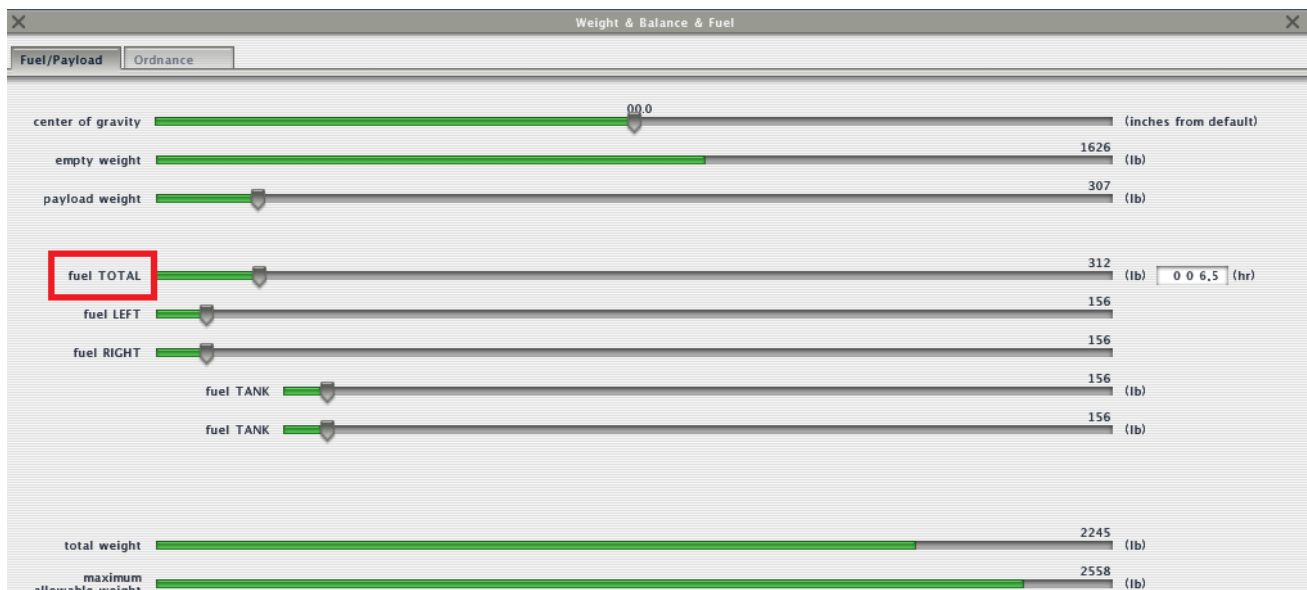 Weight & Balance & Fuel
Fuel/Payload Ordnance
00.0
center of gravity (inches from default)
1626
empty weight (lb)
307
payload weight (lb)
312
fuel TOTAL (lb) 0 0 6,5 (hr)
156
fuel LEFT
156
fuel RIGHT
156
fuel TANK (lb)
156
fuel TANK (lb)
2245
total weight (lb)
2558
maximum
allowable weight (lb)